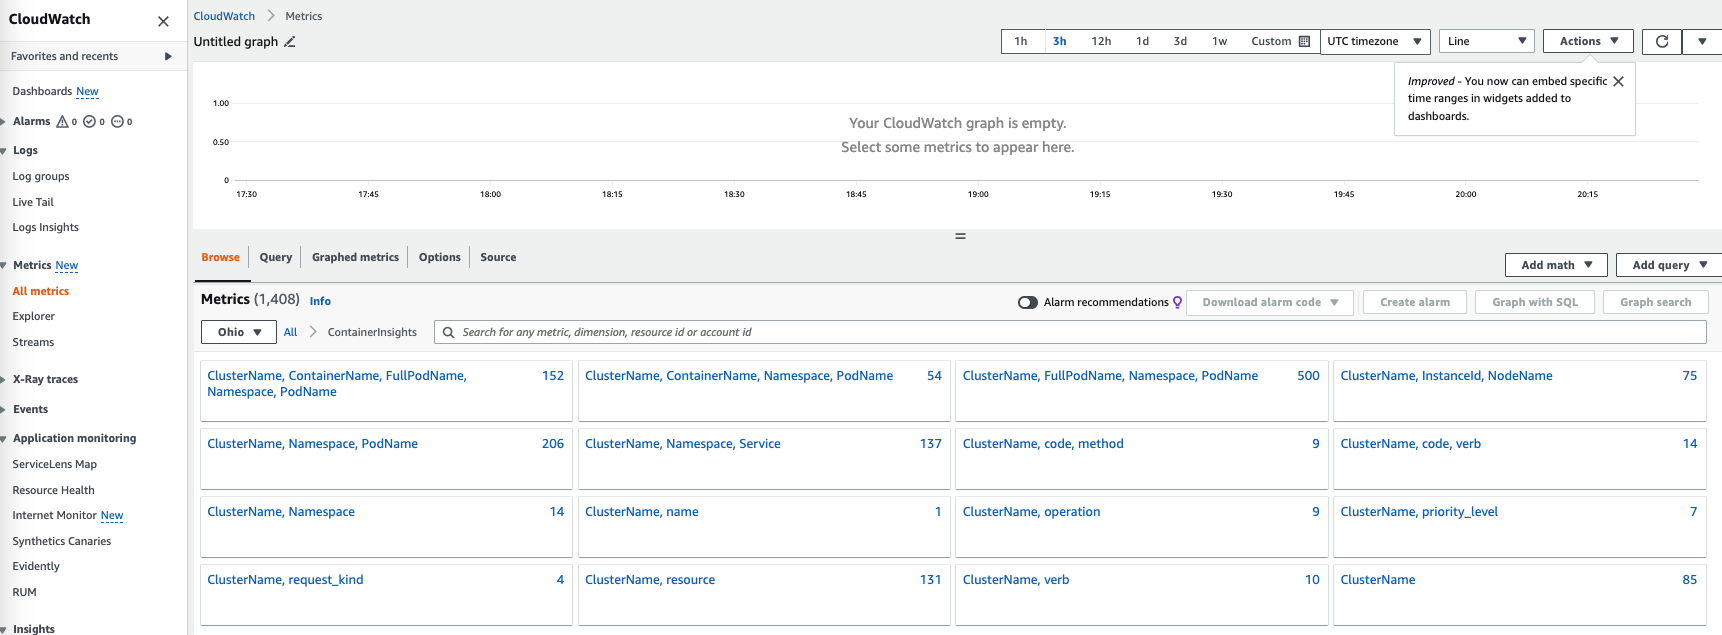 CloudWatch
Favorites and recents
Dashboards New
Alarms 0 0 0
Logs
Log groups
Live Tail
Logs Insights
Metrics New
All metrics
Explorer
Streams
X-Ray traces
Events
Application monitoring
ServiceLens Map
Resource Health
Internet Monitor New
Synthetics Canaries
Evidently
RUM
Insights
CloudWatch Metrics
Untitled graph
1h 3h 12h 1d 3d 1w Custom UTC timezone Line Actions
Improved - You now can embed specific
time ranges in widgets added to
dashboards.
1.00
0.50
0
Your CloudWatch graph is empty.
Select some metrics to appear here.
17:30 17:45 18:00 18:15 18:30 18:45 19:00 19:15 19:30 19:45 20:00 20:15
Browse Query Graphed metrics Options Source
Add math Add query
Metrics (1,408) Info
Alarm recommendations Download alarm code Create alarm Graph with SQL Graph search
Ohio All ContainerInsights Search for any metric, dimension, resource id or account id
ClusterName, ContainerName, FullPodName, 152
Namespace, PodName
ClusterName, ContainerName, Namespace, PodName 54
ClusterName, FullPodName, Namespace, PodName 500
ClusterName, InstanceId, NodeName 75
ClusterName, Namespace, PodName 206
ClusterName, Namespace, Service 137
ClusterName, code, method 9
ClusterName, code, verb 14
ClusterName, Namespace 14
ClusterName, name 1
ClusterName, operation 9
ClusterName, priority_level 7
ClusterName, request_kind 4
ClusterName, resource 131
ClusterName, verb 10
ClusterName 85